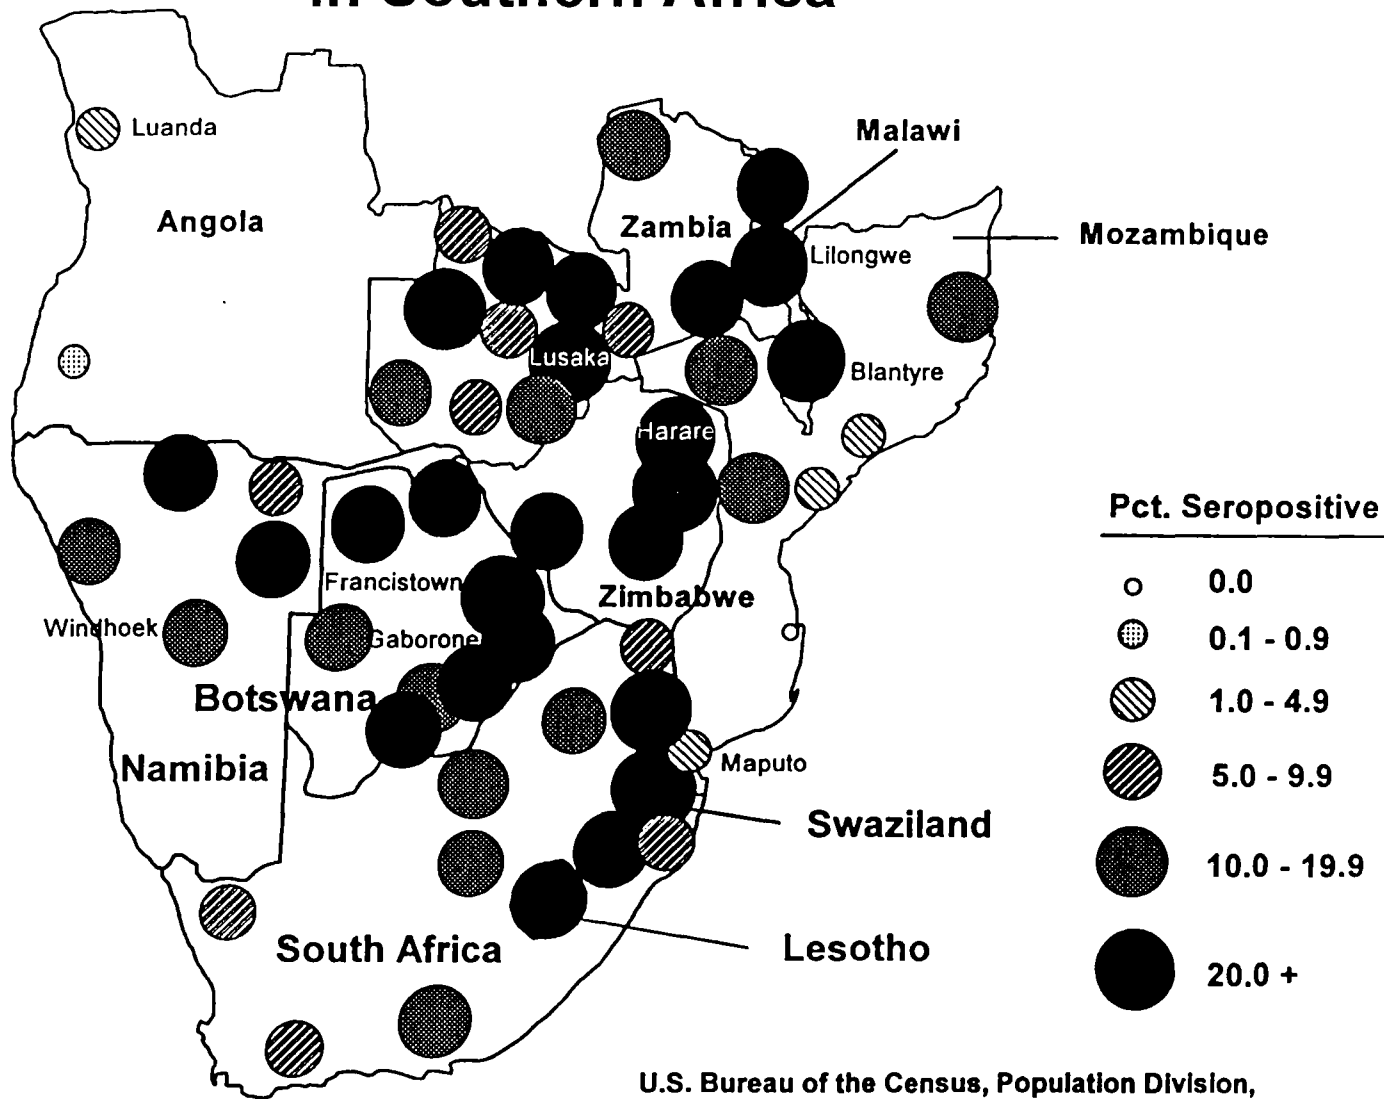 in Southern Africa
Luanda
Malawi
Angola
Zambia
Mozambique
Lilongwe
Lusaka
Blantyre
Harare
Pct. Seropositive
Francistown
0.0
Zimbabwe
Windhoek
Gaborone
0.1 - 0.9
Botswana
1.0 - 4.9
Namibia
Maputo
5.0 - 9.9
Swaziland
10.0 - 19.9
South Africa
Lesotho
20.0 +
U.S. Bureau of the Census, Population Division,